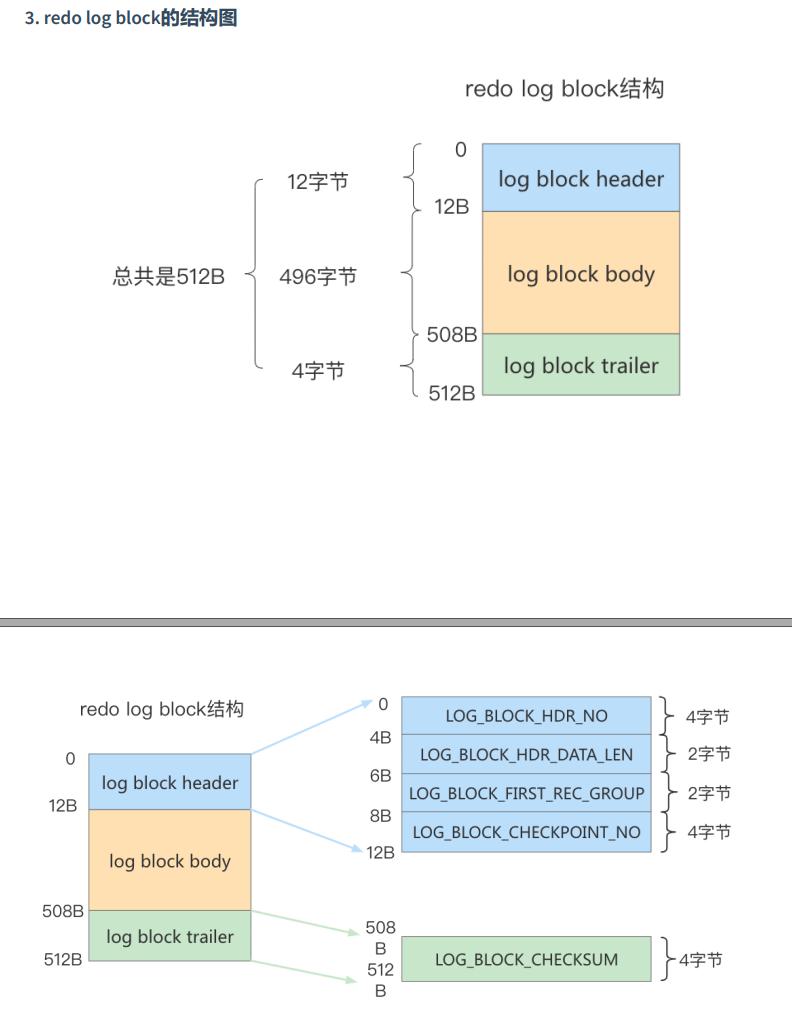 3. redo log block的结构图
redo log block结构
0
12字节
log block header
12B
总共是512B
496字节
log block body
508B
4字节
log block trailer
512B
redo log block结构
0
log block header
12B
log block body
508B
log block trailer
512B
0
LOG_BLOCK_HDR_NO
4字节
4B
LOG_BLOCK_HDR_DATA_LEN
2字节
6B
LOG_BLOCK_FIRST_REC_GROUP
2字节
8B
LOG_BLOCK_CHECKPOINT_NO
4字节
12B
508
B
LOG_BLOCK_CHECKSUM
4字节
512
B